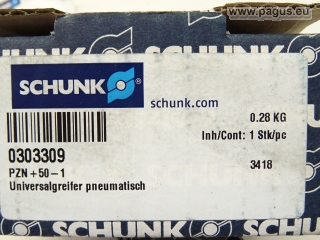 © www.pagus.eu
SCHUNK
schunk.com
0.28 KG
Inh/Cont: 1 Stk/pc
0303309
PZN+50-1
3418
Universalgreifer pneumatisch
SCHUNK